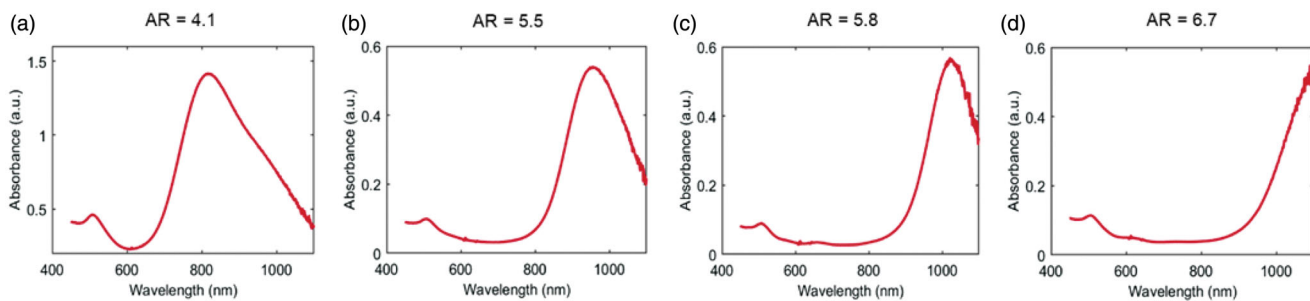 (a) AR = 4.1
1.5
1
0.5
Absorbance (a.u.)
400 600 800 1000
Wavelength (nm)
(b) AR = 5.5
0.6
0.4
0.2
0
Absorbance (a.u.)
400 600 800 1000
Wavelength (nm)
(c) AR = 5.8
0.6
0.4
0.2
0
Absorbance (a.u.)
400 600 800 1000
Wavelength (nm)
(d) AR = 6.7
0.6
0.4
0.2
0
Absorbance (a.u.)
400 600 800 1000
Wavelength (nm)